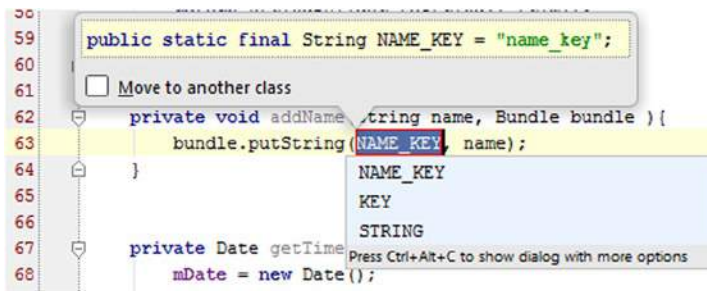 59
public static final String NAME_KEY = "name_key";
60
61
Move to another class
62 private void addName(String name, Bundle bundle ){
63 bundle.putString(NAME_KEY, name);
64 }
NAME_KEY
65
KEY
66
STRING
67 private Date getTime
Press Ctrl+Alt+C to show dialog with more options
68 mDate = new Date();